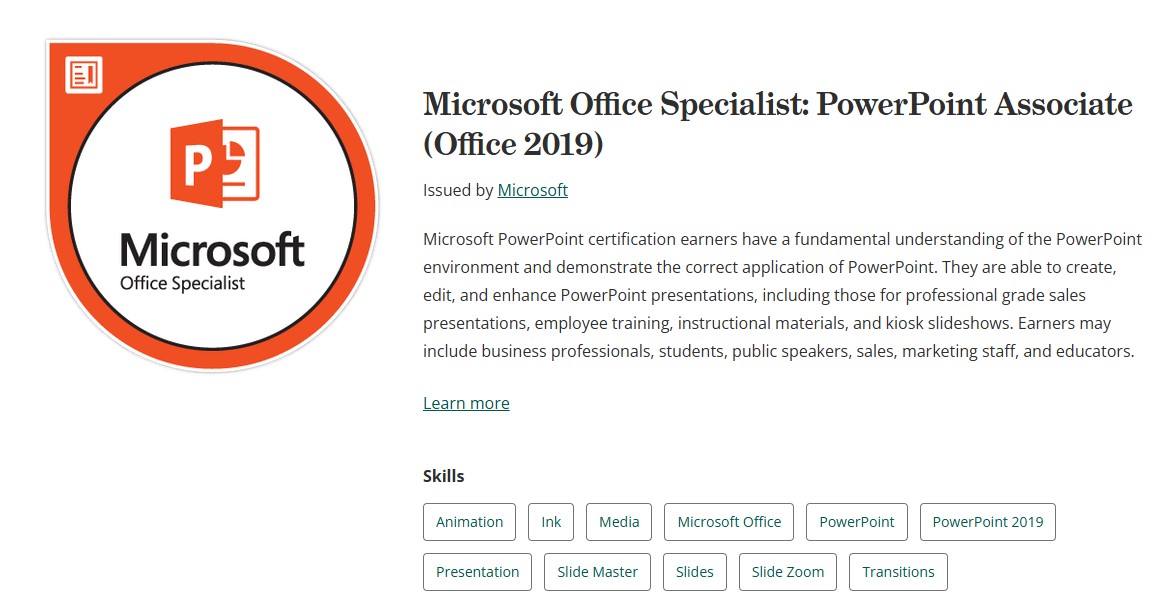 P
Microsoft
Office Specialist
Microsoft Office Specialist: PowerPoint Associate
(Office 2019)
Issued by Microsoft
Microsoft PowerPoint certification earners have a fundamental understanding of the PowerPoint
environment and demonstrate the correct application of PowerPoint. They are able to create,
edit, and enhance PowerPoint presentations, including those for professional grade sales
presentations, employee training, instructional materials, and kiosk slideshows. Earners may
include business professionals, students, public speakers, sales, marketing staff, and educators.
Learn more
Skills
Animation Ink Media Microsoft Office PowerPoint PowerPoint 2019
Presentation Slide Master Slides Slide Zoom Transitions